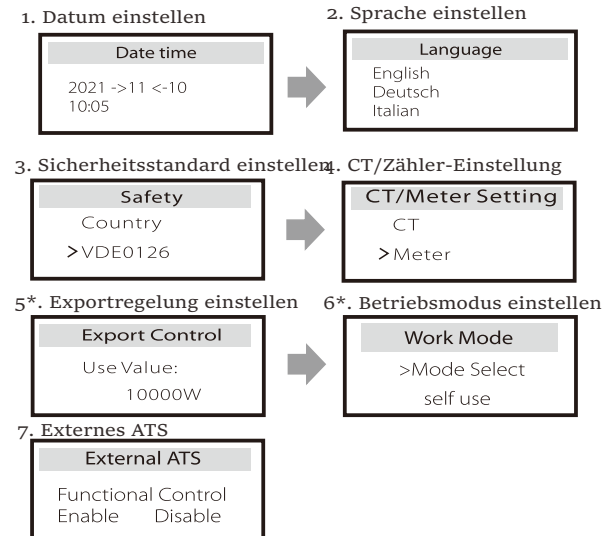 1. Datum einstellen
Date time
2021 ->11 <-10
10:05
2. Sprache einstellen
Language
English
Deutsch
Italian
3. Sicherheitsstandard einstellen
Safety
Country
>VDE0126
4. CT/Zähler-Einstellung
CT/Meter Setting
CT
>Meter
5*. Exportregelung einstellen
Export Control
Use Value:
10000W
6*. Betriebsmodus einstellen
Work Mode
>Mode Select
self use
7. Externes ATS
External ATS
Functional Control
Enable Disable